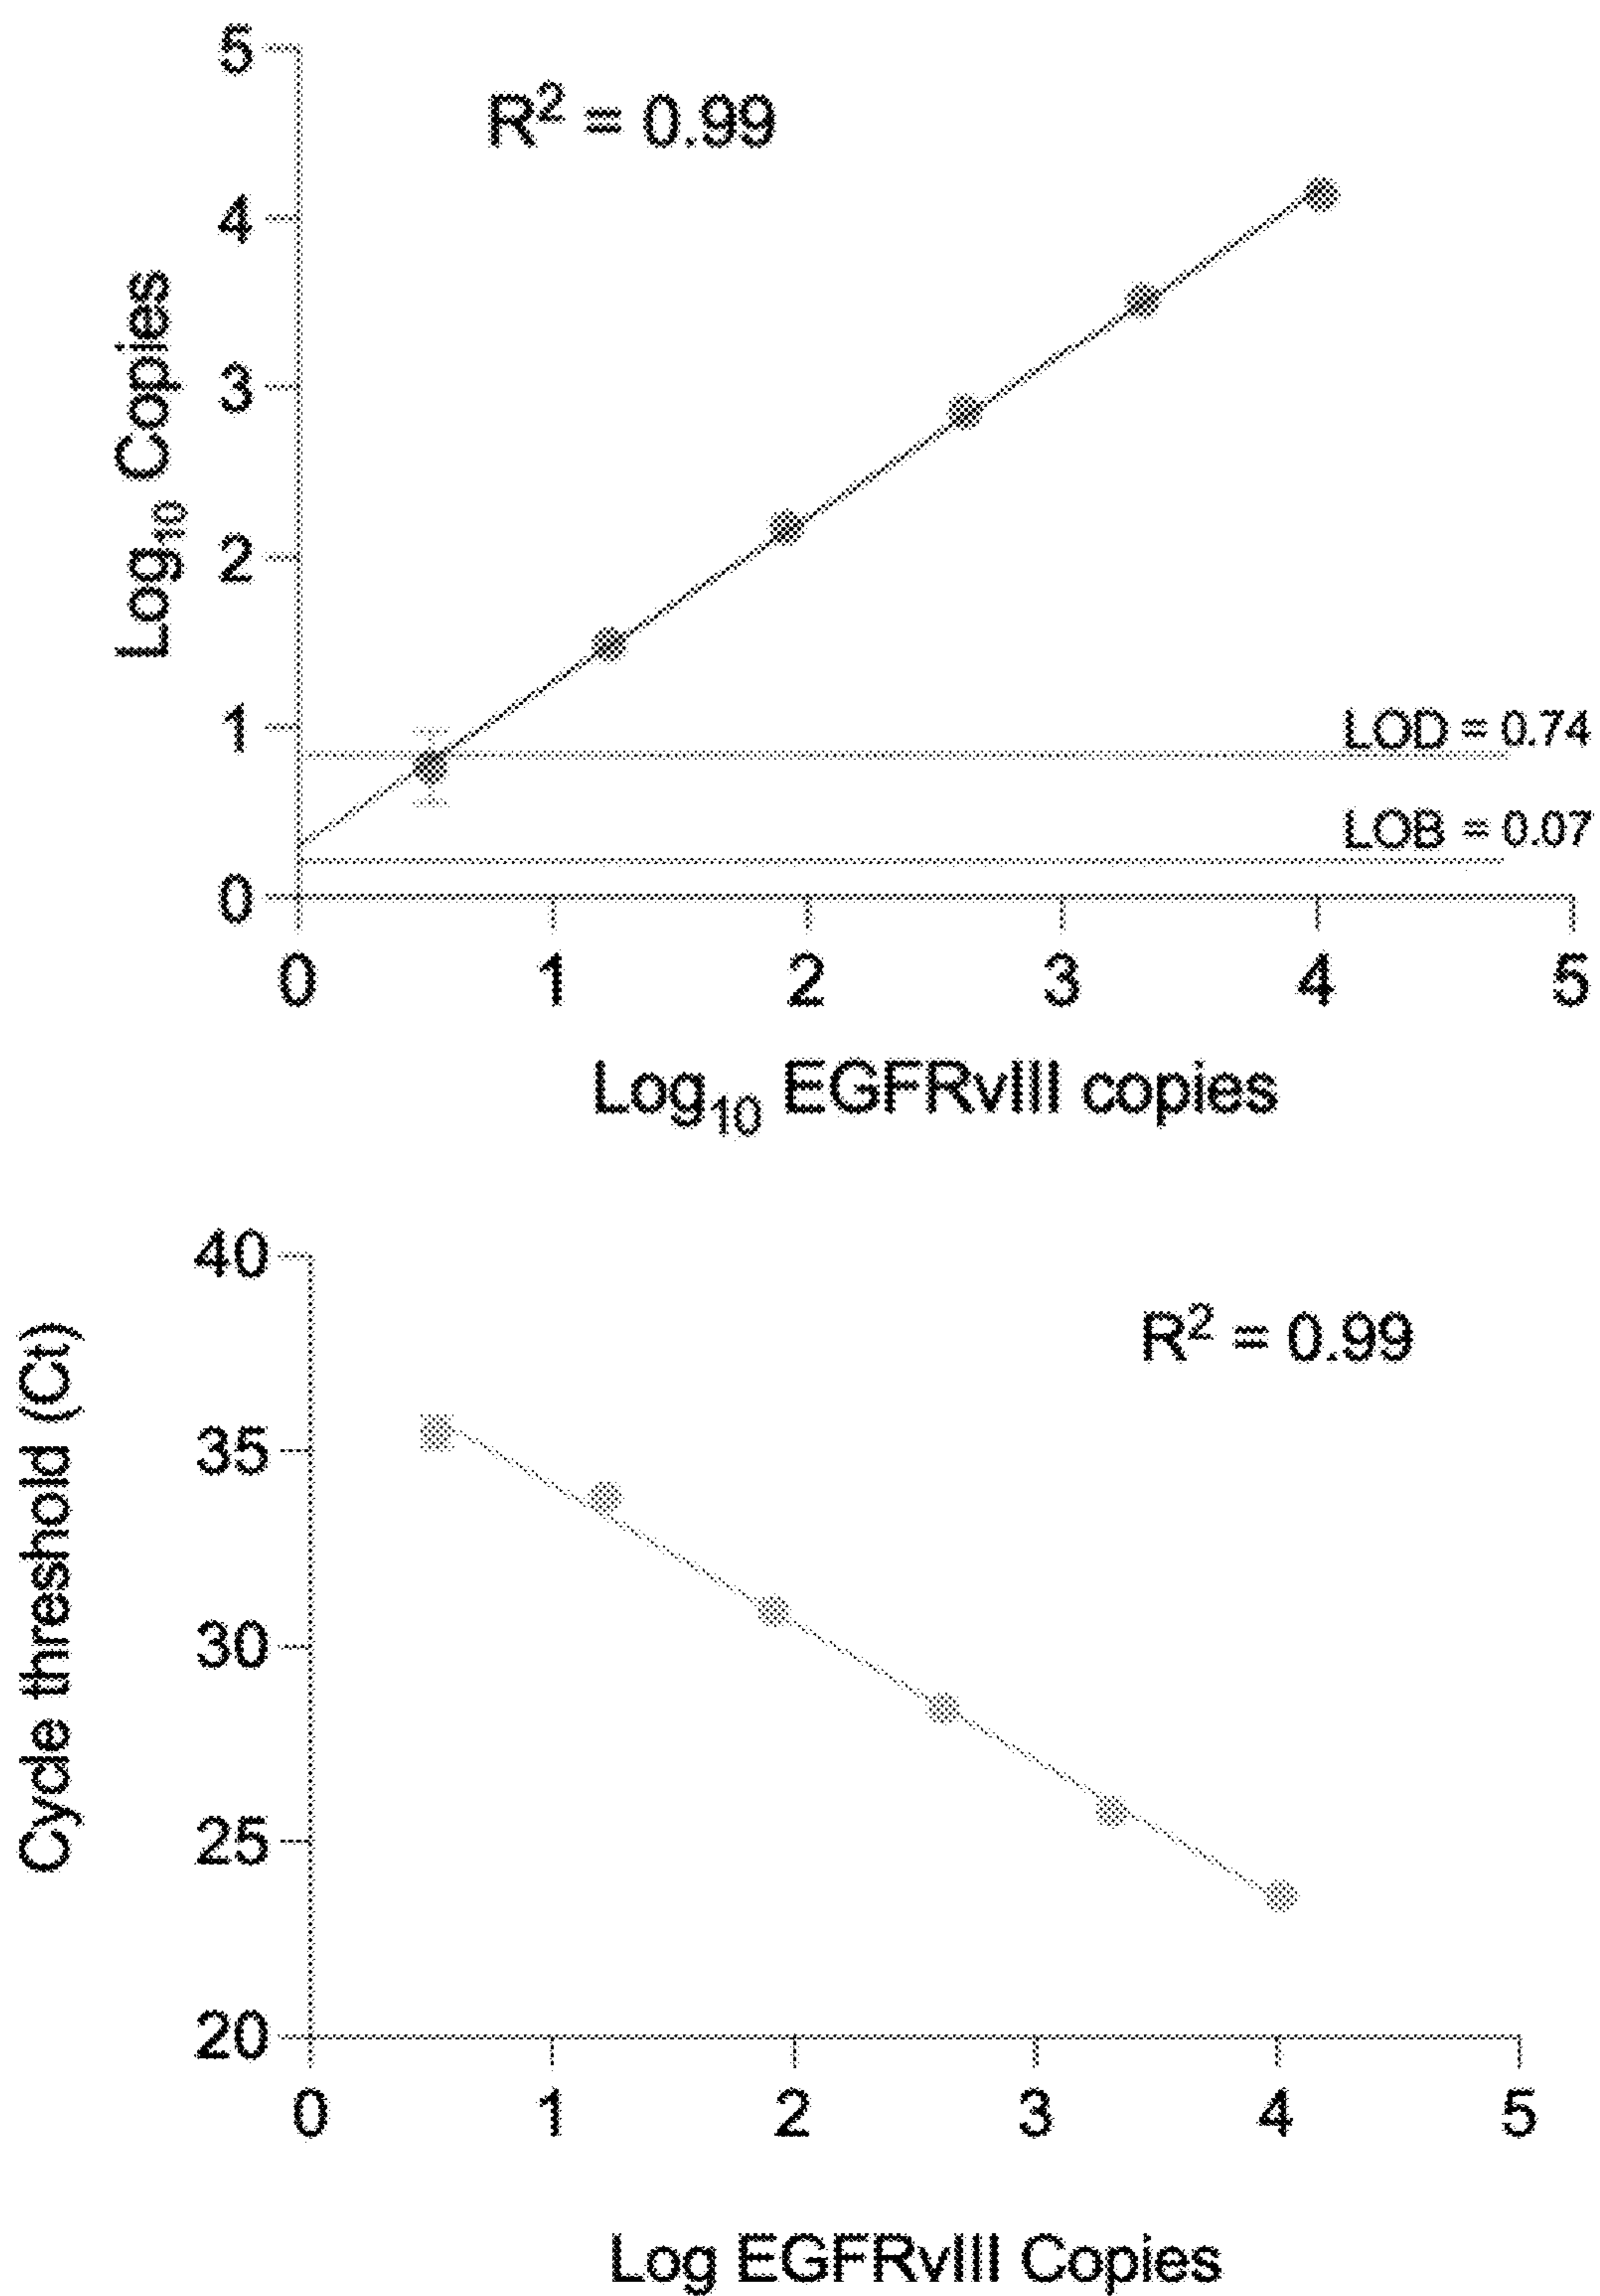 5
R² = 0.99
4
3
2
1
0
Log₁₀ Copies
LOD = 0.74
LOB = 0.07
0 1 2 3 4 5
Log₁₀ EGFRvIII copies
40
R² = 0.99
35
30
25
20
Cycle threshold (Ct)
0 1 2 3 4 5
Log EGFRvIII Copies